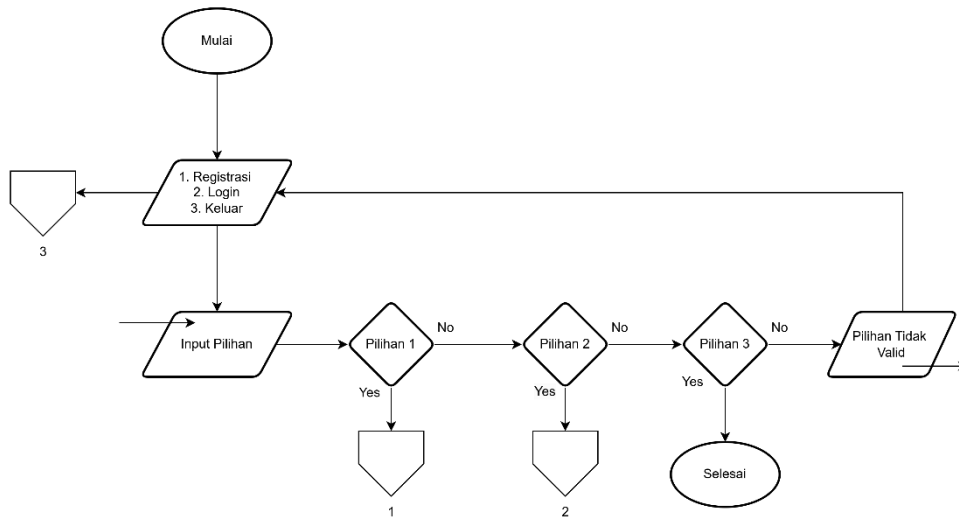 Mulai
1. Registrasi
2. Login
3. Keluar
3
Input Pilihan
Pilihan 1
No
Yes
1
Pilihan 2
No
Yes
2
Pilihan 3
No
Yes
Selesai
Pilihan Tidak
Valid